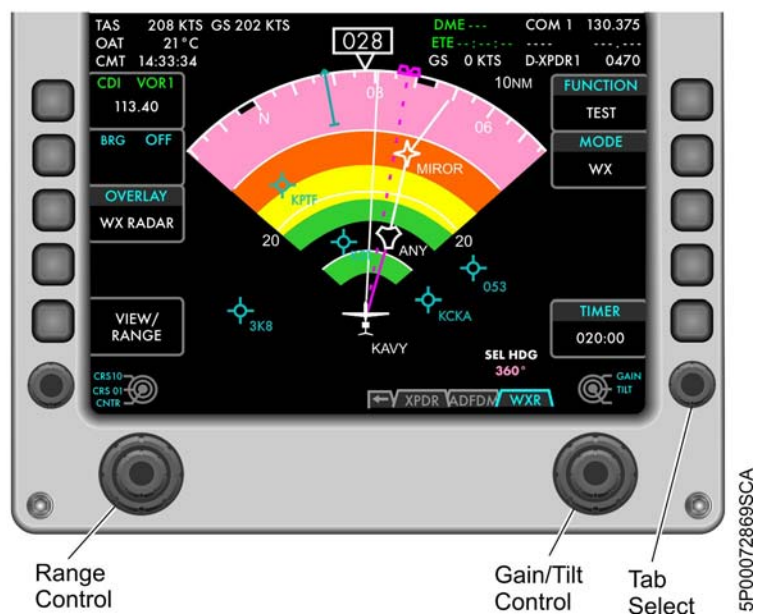 TAS 208 KTS GS 202 KTS
OAT 21°C
CMT 14:33:34
028
DME --- COM 1 130.375
ETE --:--:-- ---- ---.---
GS 0 KTS D-XPDR1 0470
CDI VOR1
113.40
BRG OFF
OVERLAY
WX RADAR
VIEW/
RANGE
10NM
FUNCTION
TEST
MODE
WX
TIMER
020:00
N
03
06
MIROR
KPTF
20
20
ANY
053
3K8
KCKA
KAVY
SEL HDG
360°
CRS10
CRS 01
CNTR
XPDR ADFDM WXR
GAIN
TILT
Range
Control
Gain/Tilt
Control
Tab
Select
5P00072869SCA